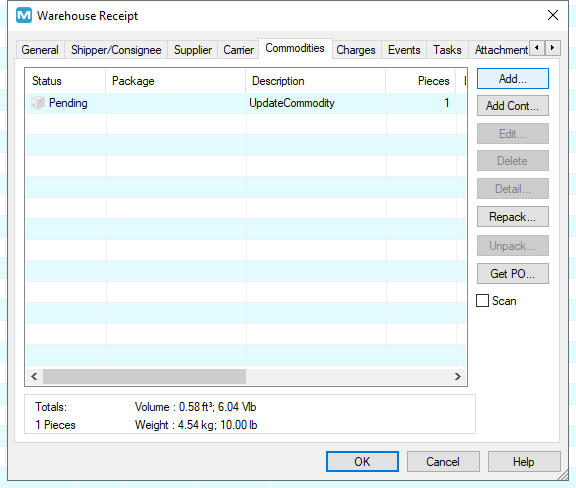 Warehouse Receipt
General Shipper/Consignee Supplier Carrier Commodities Charges Events Tasks Attachment
Status Package Description Pieces
Pending UpdateCommodity 1
Add...
Add Cont...
Edit...
Delete
Detail...
Repack...
Unpack...
Get PO...
Scan
Totals: Volume : 0.58 ft³; 6.04 Vlb
1 Pieces Weight : 4.54 kg; 10.00 lb
OK Cancel Help